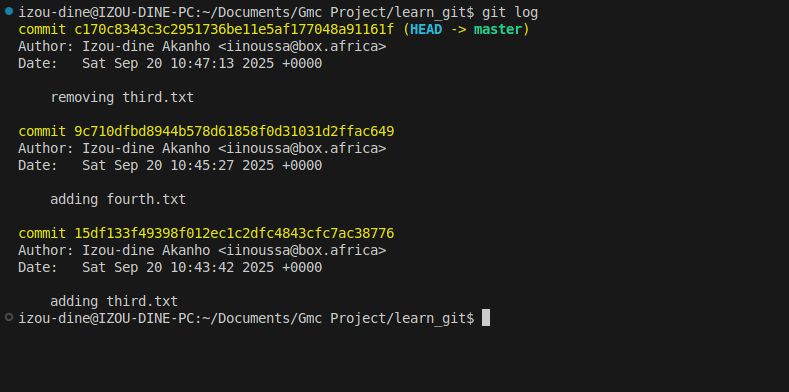 izou-dine@IZOU-DINE-PC:~/Documents/Gmc Project/learn_git$ git log
commit c170c8343c3c2951736be11e5af177048a91161f (HEAD -> master)
Author: Izou-dine Akanho <iinoussa@box.africa>
Date:   Sat Sep 20 10:47:13 2025 +0000
    removing third.txt
commit 9c710dfbd8944b578d61858f0d31031d2ffac649
Author: Izou-dine Akanho <iinoussa@box.africa>
Date:   Sat Sep 20 10:45:27 2025 +0000
    adding fourth.txt
commit 15df133f49398f012ec1c2dfc4843cfc7ac38776
Author: Izou-dine Akanho <iinoussa@box.africa>
Date:   Sat Sep 20 10:43:42 2025 +0000
    adding third.txt
izou-dine@IZOU-DINE-PC:~/Documents/Gmc Project/learn_git$